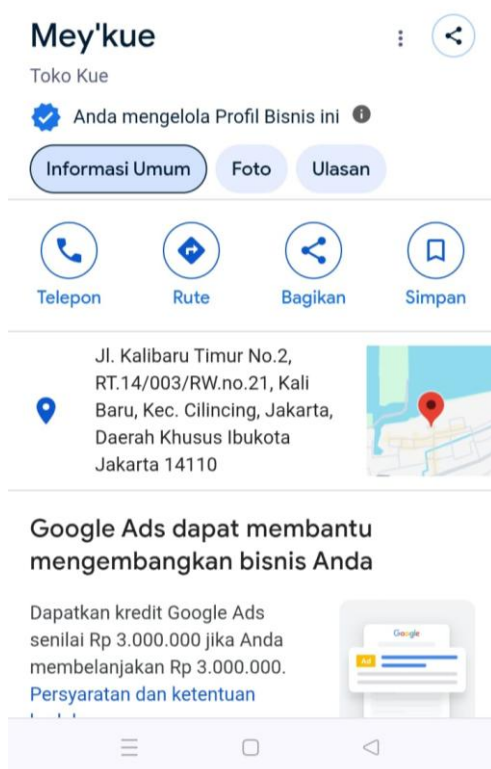 Mey'kue
Toko Kue
Anda mengelola Profil Bisnis ini
Informasi Umum
Foto
Ulasan
Telepon
Rute
Bagikan
Simpan
Jl. Kalibaru Timur No.2,
RT.14/003/RW.no.21, Kali
Baru, Kec. Cilincing, Jakarta,
Daerah Khusus Ibukota
Jakarta 14110
Google Ads dapat membantu
mengembangkan bisnis Anda
Dapatkan kredit Google Ads
senilai Rp 3.000.000 jika Anda
membelanjakan Rp 3.000.000.
Persyaratan dan ketentuan
Google
Ad